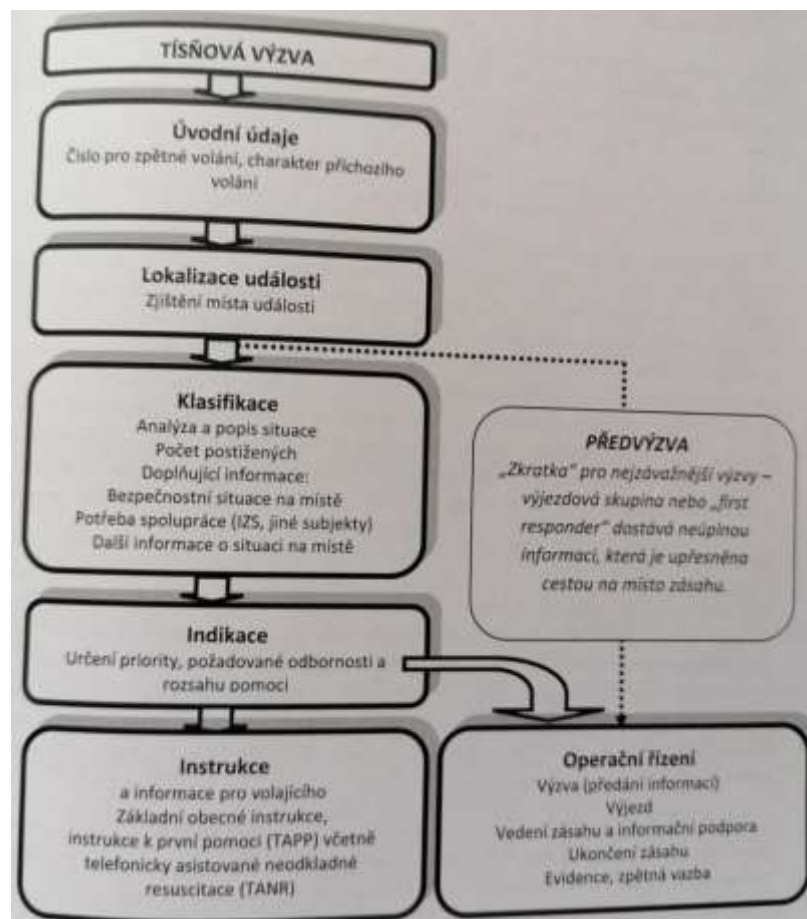 TÍSŇOVÁ VÝZVA
Úvodní údaje
Číslo pro zpětné volání, charakter příchozího
volání
Lokalizace události
Zjištění místa události
Klasifikace
Analýza a popis situace
Počet postižených
Doplňující informace:
Bezpečnostní situace na místě
Potřeba spolupráce (IZS, jiné subjekty)
Další informace o situaci na místě
PŘEDVÝZVA
„Zkratka“ pro nejzávažnější výzvy –
výjezdová skupina nebo „first
responder“ dostává neúplnou
informaci, která je upřesněna
cestou na místo zásahu.
Indikace
Určení priority, požadované odbornosti a
rozsahu pomoci
Instrukce
a informace pro volajícího
Základní obecné instrukce,
instrukce k první pomoci (TAPP) včetně
telefonicky asistované neodkladné
resuscitace (TANR)
Operační řízení
Výzva (předání informací)
Výjezd
Vedení zásahu a informační podpora
Ukončení zásahu
Evidence, zpětná vazba